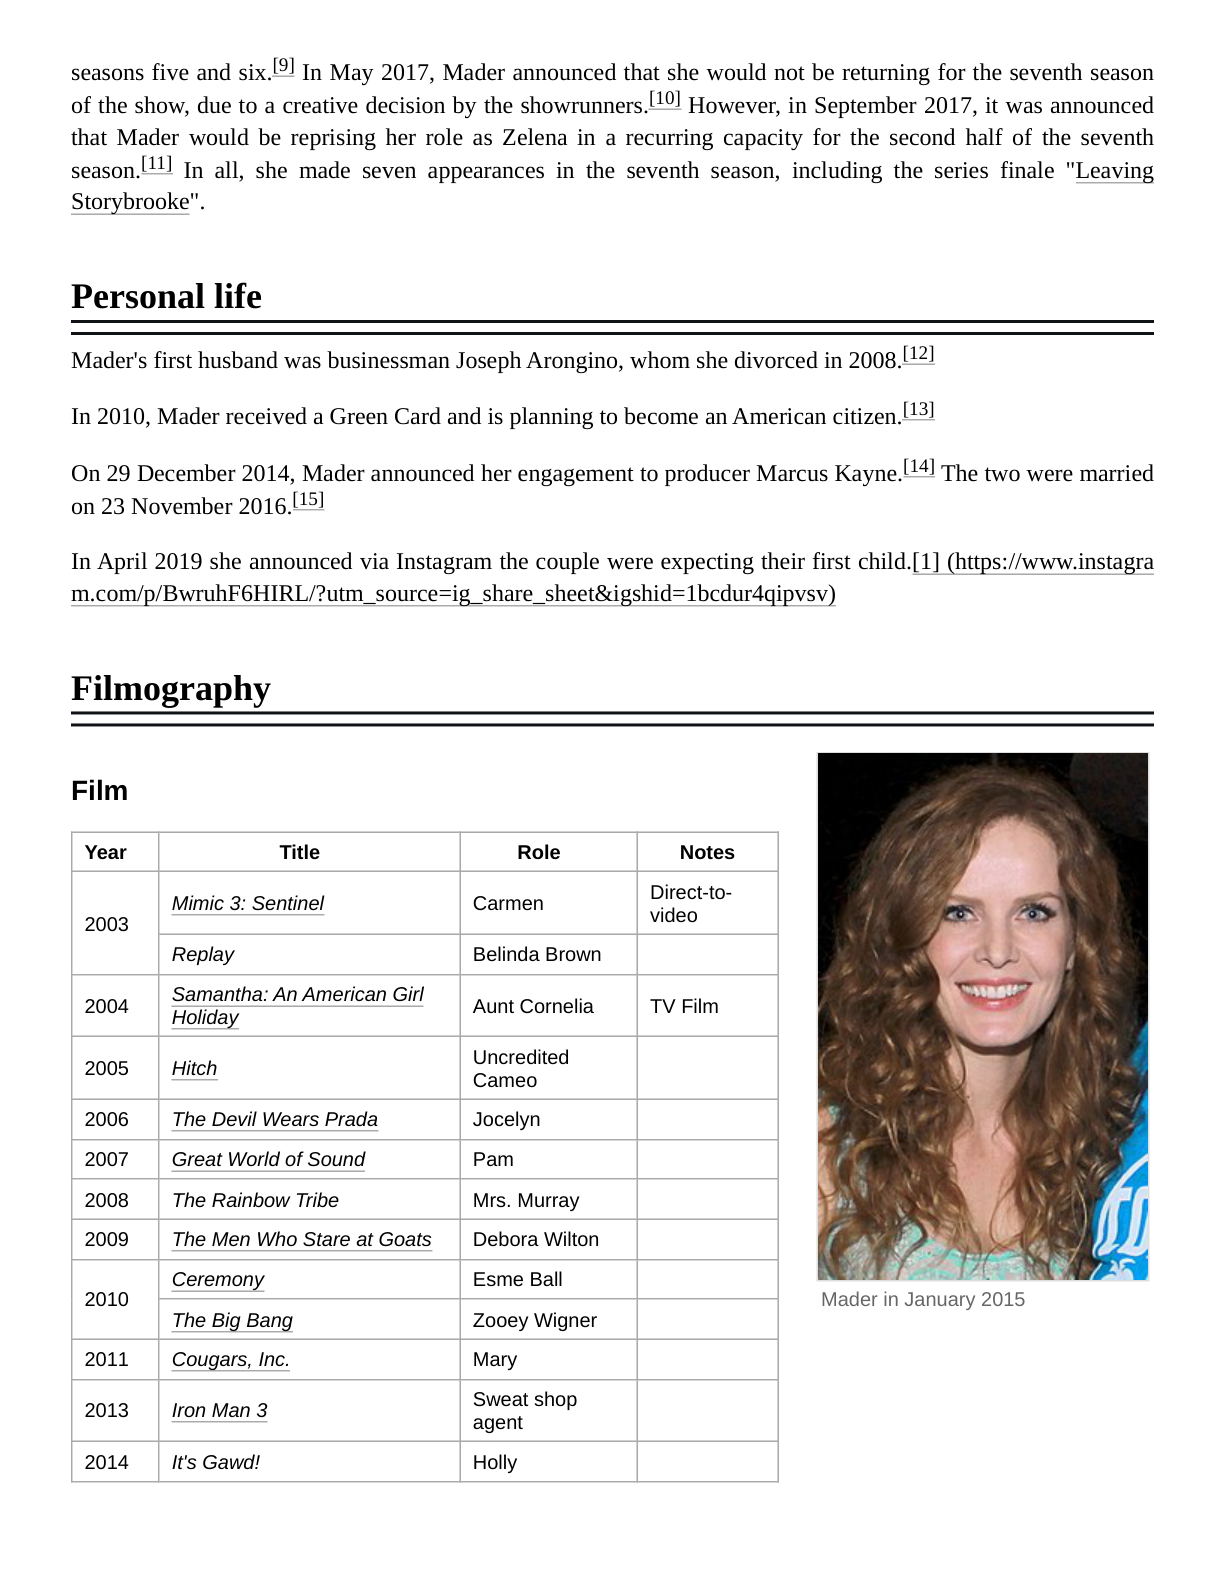 seasons five and six.[9] In May 2017, Mader announced that she would not be returning for the seventh season
of the show, due to a creative decision by the showrunners.[10] However, in September 2017, it was announced
that Mader would be reprising her role as Zelena in a recurring capacity for the second half of the seventh
season.[11] In all, she made seven appearances in the seventh season, including the series finale "Leaving
Storybrooke".
Personal life
Mader's first husband was businessman Joseph Arongino, whom she divorced in 2008.[12]
In 2010, Mader received a Green Card and is planning to become an American citizen.[13]
On 29 December 2014, Mader announced her engagement to producer Marcus Kayne.[14] The two were married
on 23 November 2016.[15]
In April 2019 she announced via Instagram the couple were expecting their first child.[1] (https://www.instagra
m.com/p/BwruhF6HIRL/?utm_source=ig_share_sheet&igshid=1bcdur4qipvsv)
Filmography
Film
Year Title Role Notes
2003 Mimic 3: Sentinel Carmen Direct-to-
video
Replay Belinda Brown
2004 Samantha: An American Girl
Holiday Aunt Cornelia TV Film
2005 Hitch Uncredited
Cameo
2006 The Devil Wears Prada Jocelyn
2007 Great World of Sound Pam
2008 The Rainbow Tribe Mrs. Murray
2009 The Men Who Stare at Goats Debora Wilton
2010 Ceremony Esme Ball
The Big Bang Zooey Wigner
2011 Cougars, Inc. Mary
2013 Iron Man 3 Sweat shop
agent
2014 It's Gawd! Holly
Mader in January 2015